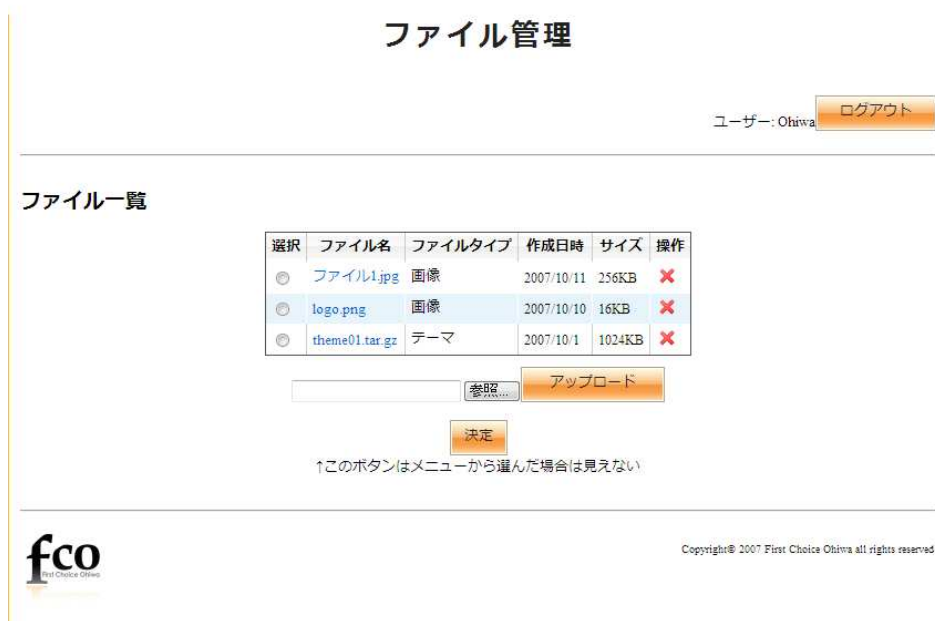 ファイル管理
ユーザー: Ohiwa ログアウト
ファイル一覧
選択 ファイル名 ファイルタイプ 作成日時 サイズ 操作
ファイル1.jpg 画像 2007/10/11 256KB
logo.png 画像 2007/10/10 16KB
theme01.tar.gz テーマ 2007/10/1 1024KB
参照... アップロード
決定
↑このボタンはメニューから選んだ場合は見えない
fco
First Choice Ohiwa
Copyright® 2007 First Choice Ohiwa all rights reserved